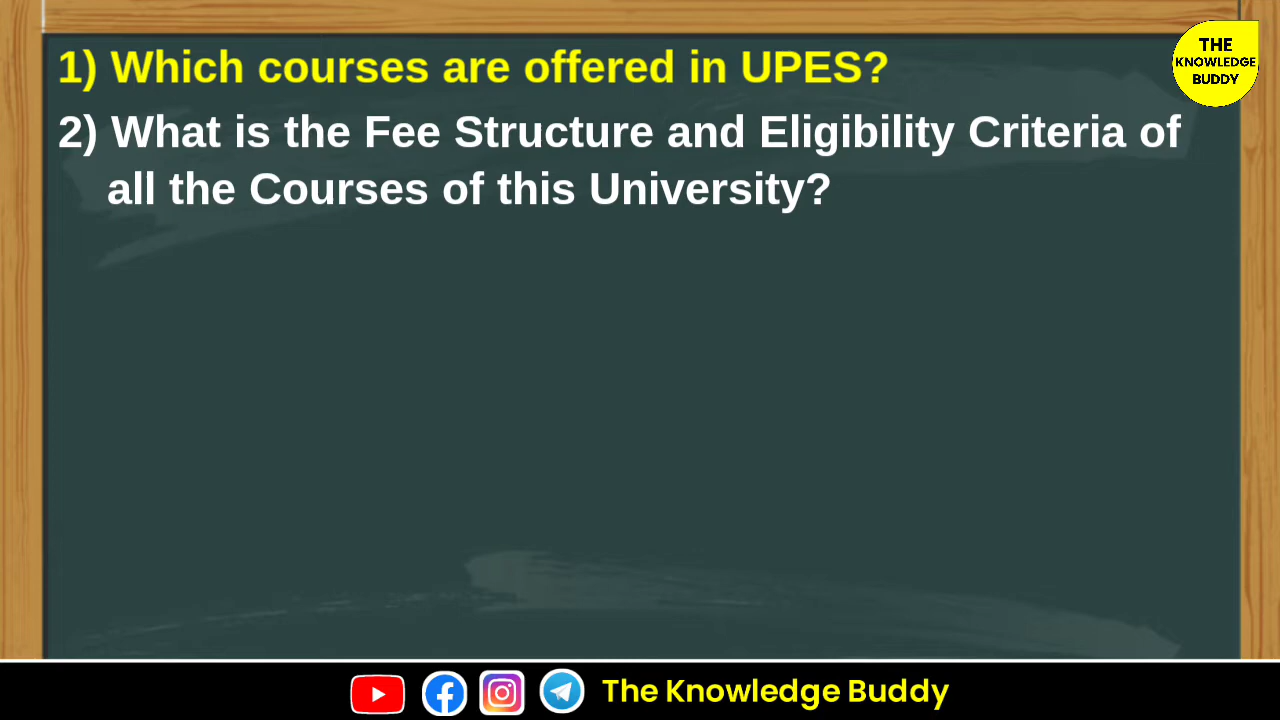 1) Which courses are offered in UPES?
2) What is the Fee Structure and Eligibility Criteria of
all the Courses of this University?
THE
KNOWLEDGE
BUDDY
The Knowledge Buddy